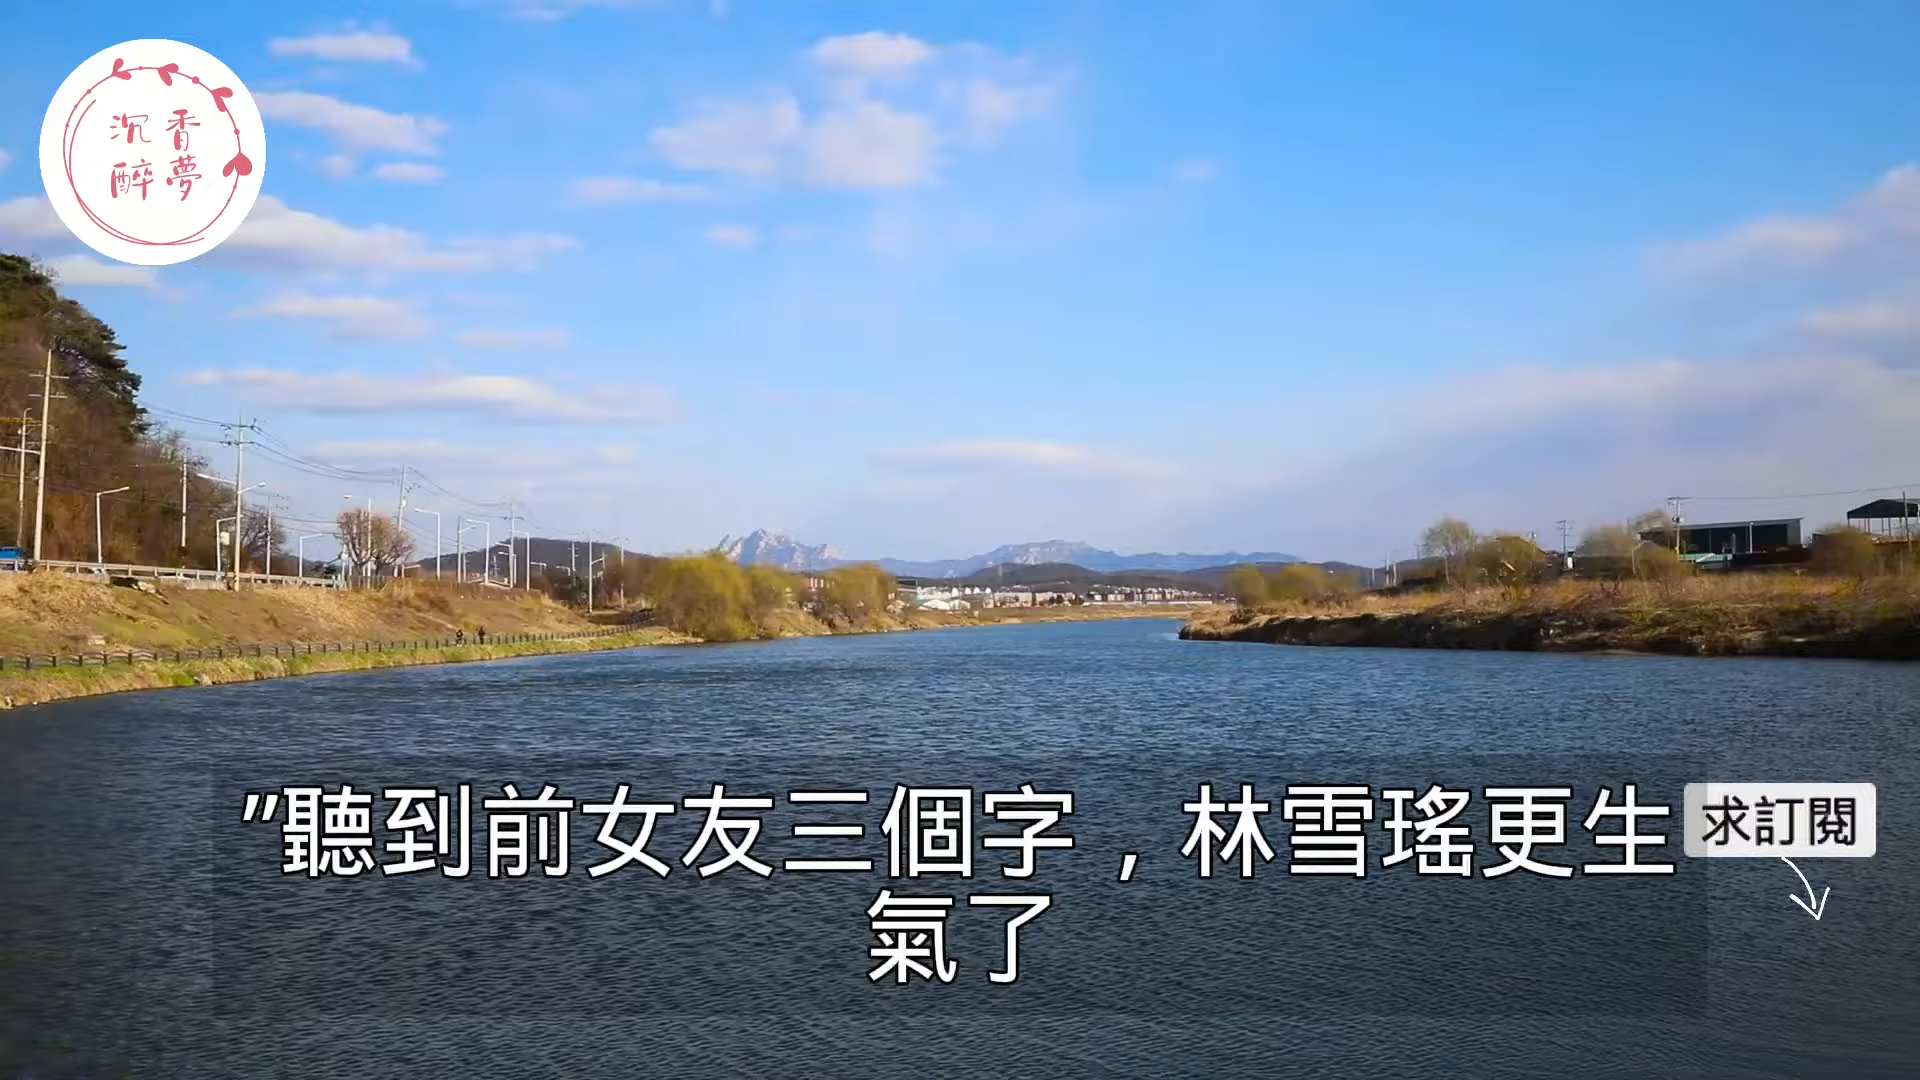 沉香
醉夢
"聽到前女友三個字，林雪瑤更生
氣了
求訂閱